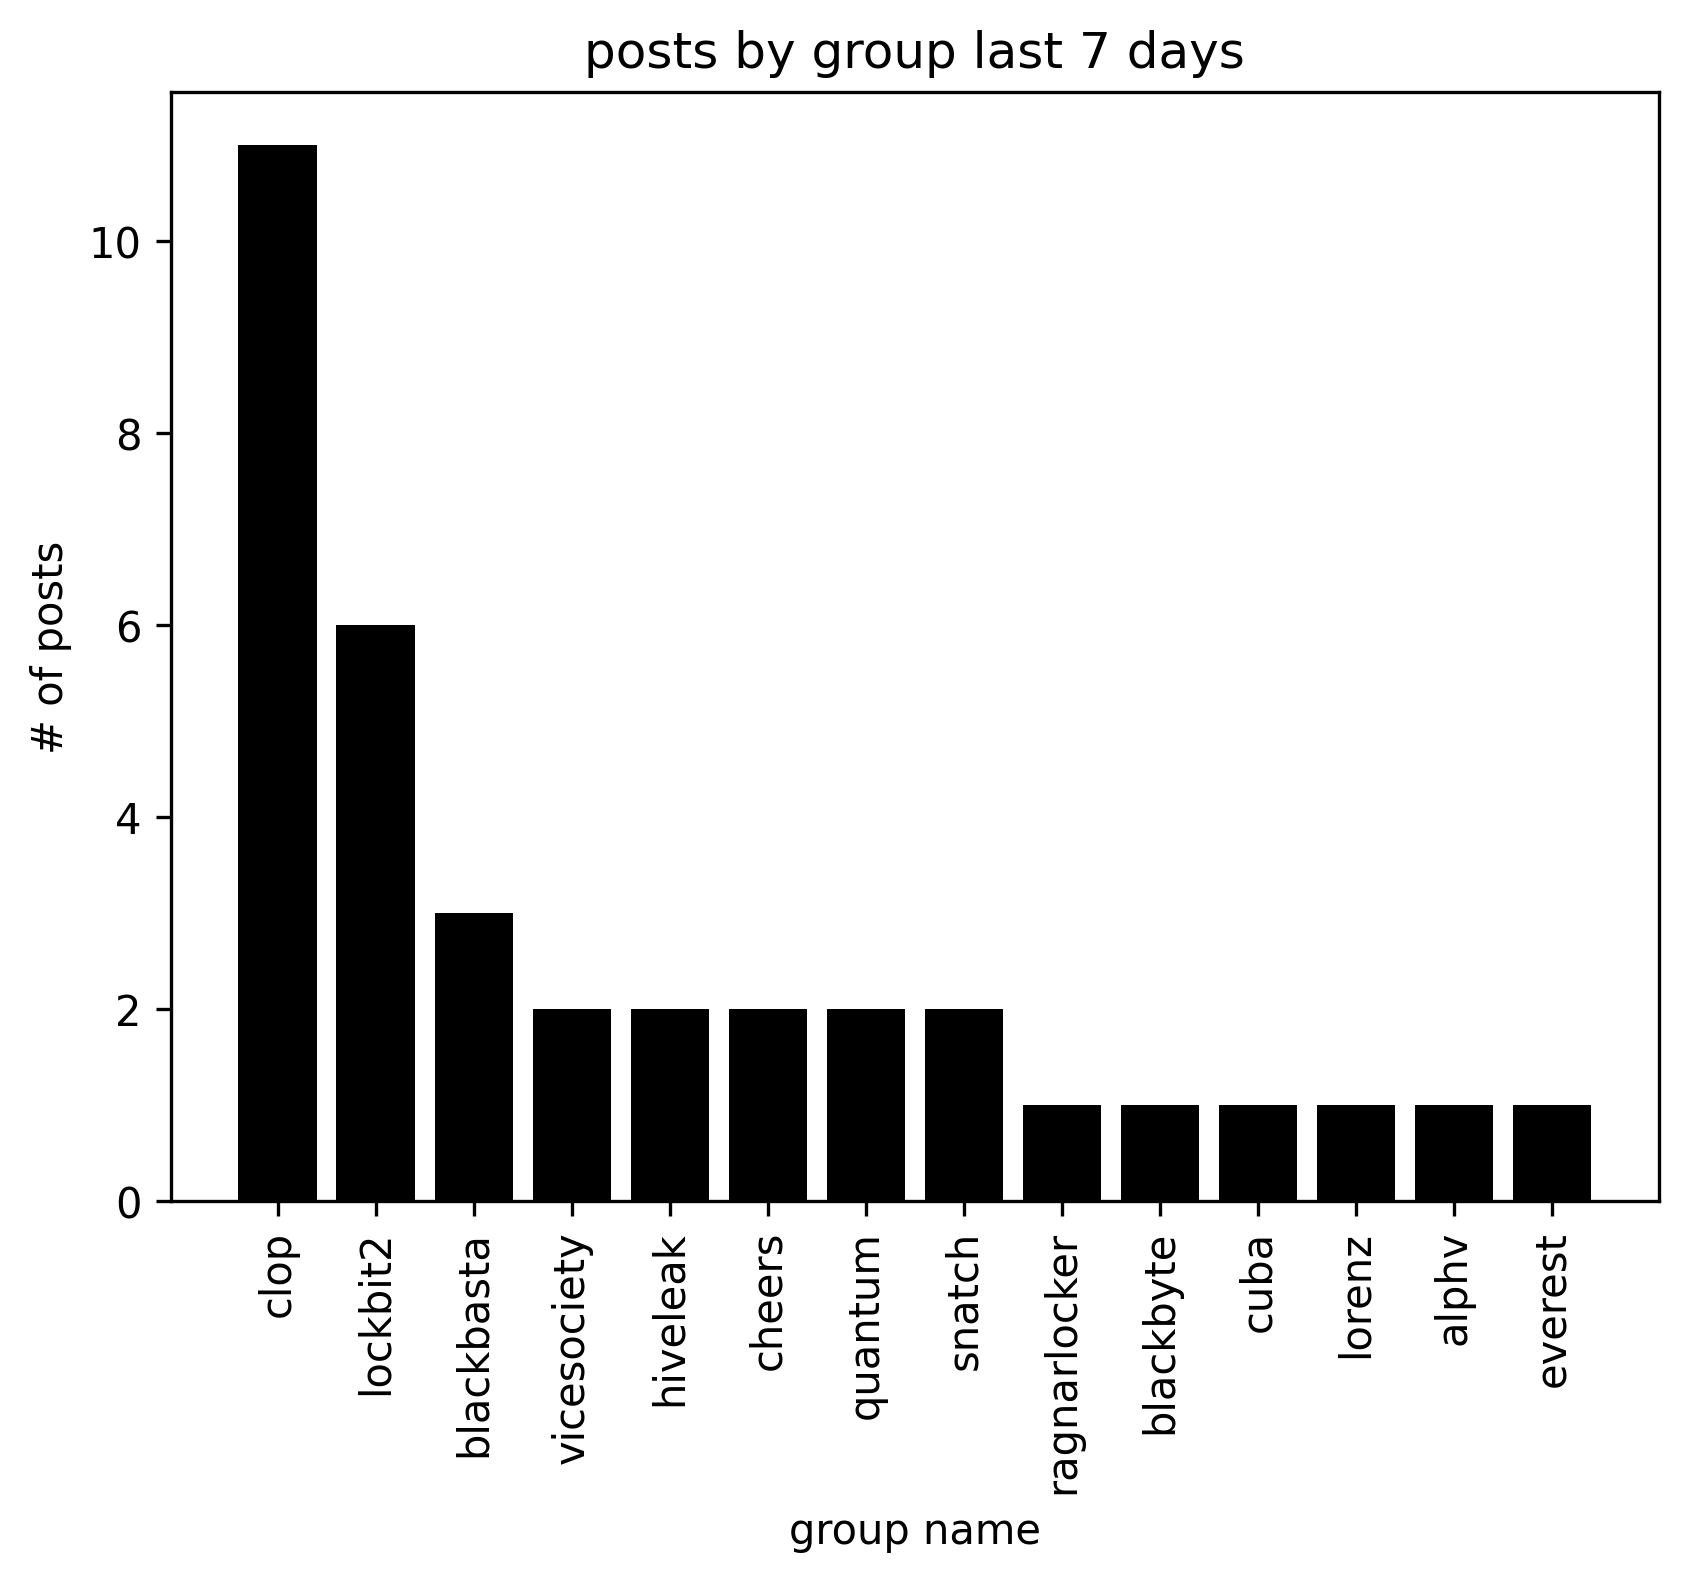 posts by group last 7 days
# of posts
10
8
6
4
2
0
clop
lockbit2
blackbasta
vicesociety
hiveleak
cheers
quantum
snatch
ragnarlocker
blackbyte
cuba
lorenz
alphv
everest
group name